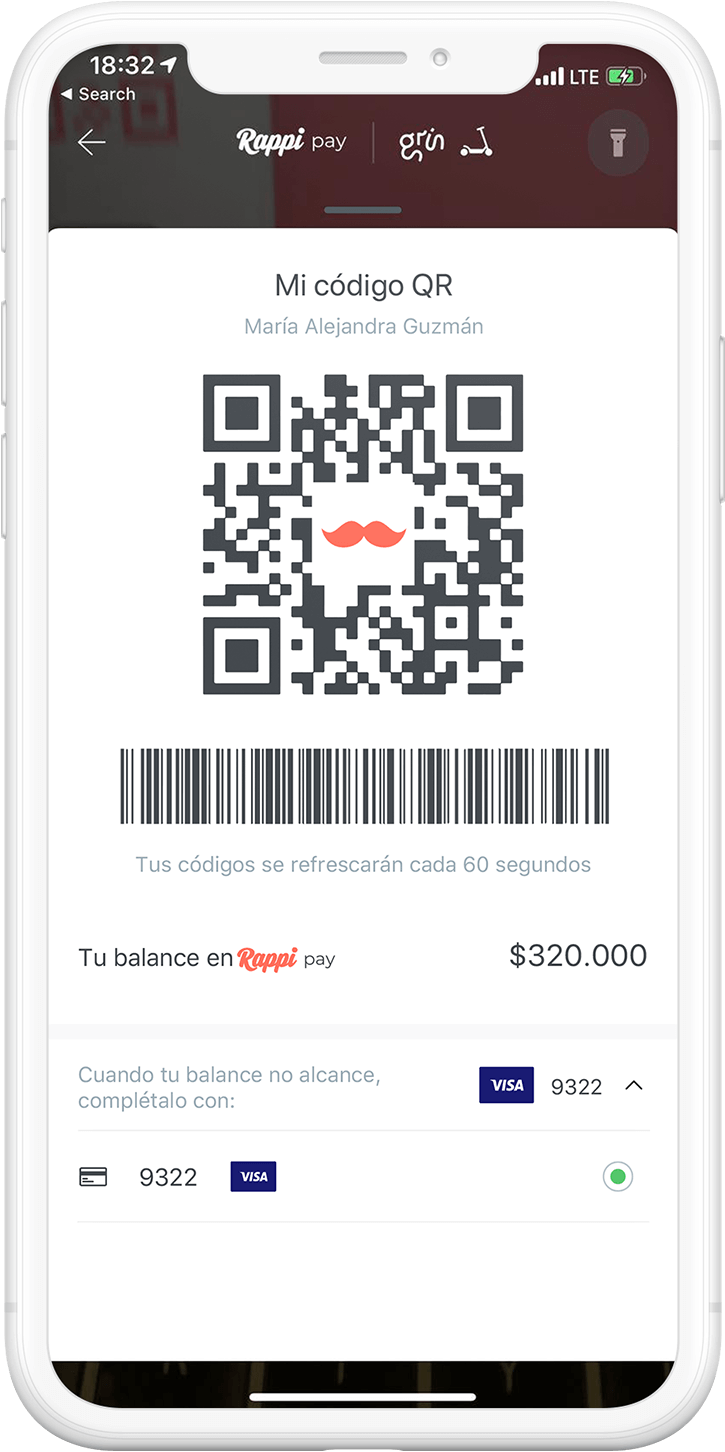 18:32
LTE
◀ Search
Rappi pay | grin
Mi código QR
María Alejandra Guzmán
Tus códigos se refrescarán cada 60 segundos
Tu balance en Rappi pay $320.000
Cuando tu balance no alcance,
complétalo con:
VISA 9322
9322 VISA